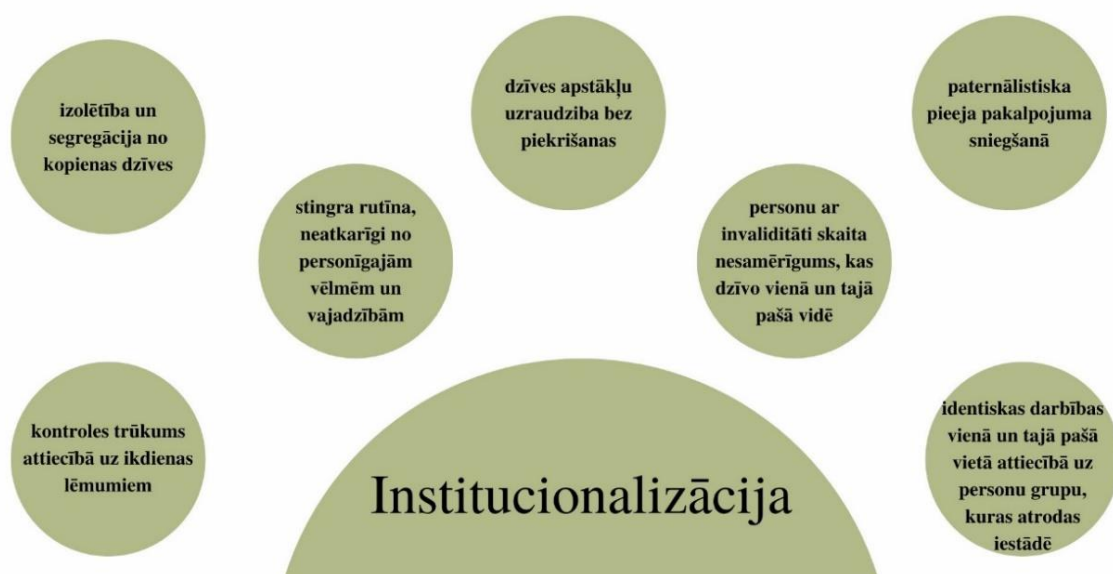 izolētība un
segregācija no
kopienas dzīves
dzīves apstākļu
uzraudzība bez
piekrišanas
paternālistiska
pieeja pakalpojuma
sniegšanā
stingra rutīna,
neatkarīgi no
personīgajām
vēlmēm un
vajadzībām
personu ar
invaliditāti skaita
nesamērīgums, kas
dzīvo vienā un tajā
pašā vidē
kontroles trūkums
attiecībā uz ikdienas
lēmumiem
Institucionalizācija
identiskas darbības
vienā un tajā pašā
vietā attiecībā uz
personu grupu,
kuras atrodas
iestādē